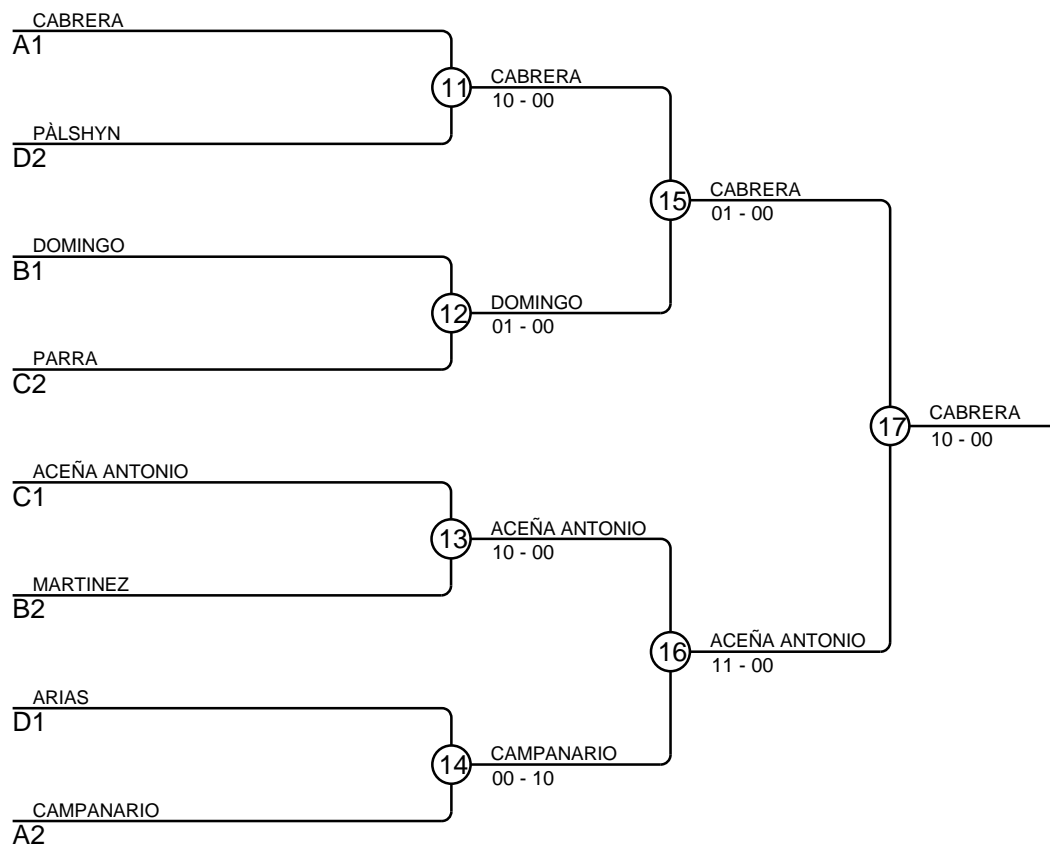 CABRERA
A1
11
CABRERA
10 - 00
PÀLSHYN
D2
15
CABRERA
01 - 00
DOMINGO
B1
12
DOMINGO
01 - 00
PARRA
C2
17
CABRERA
10 - 00
ACEÑA ANTONIO
C1
13
ACEÑA ANTONIO
10 - 00
MARTINEZ
B2
16
ACEÑA ANTONIO
11 - 00
ARIAS
D1
14
CAMPANARIO
00 - 10
CAMPANARIO
A2